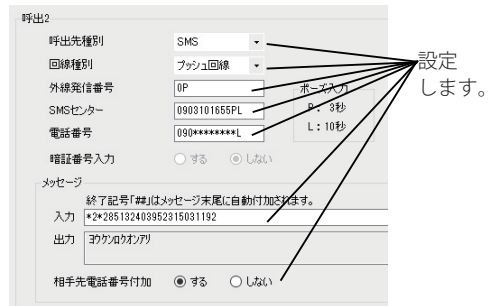 呼出2
呼出先種別 SMS
回線種別 プッシュ回線
外線発信番号 0P
ポーズ入力
SMSセンター 0903101655PL
P: 3秒
電話番号 090********L
L:10秒
暗証番号入力 する しない
メッセージ
終了記号「##」はメッセージ末尾に自動付加されます。
入力 *2*285132403952315031192
出力 ヨウケンロクオンアリ
相手先電話番号付加 する しない
設定
します。